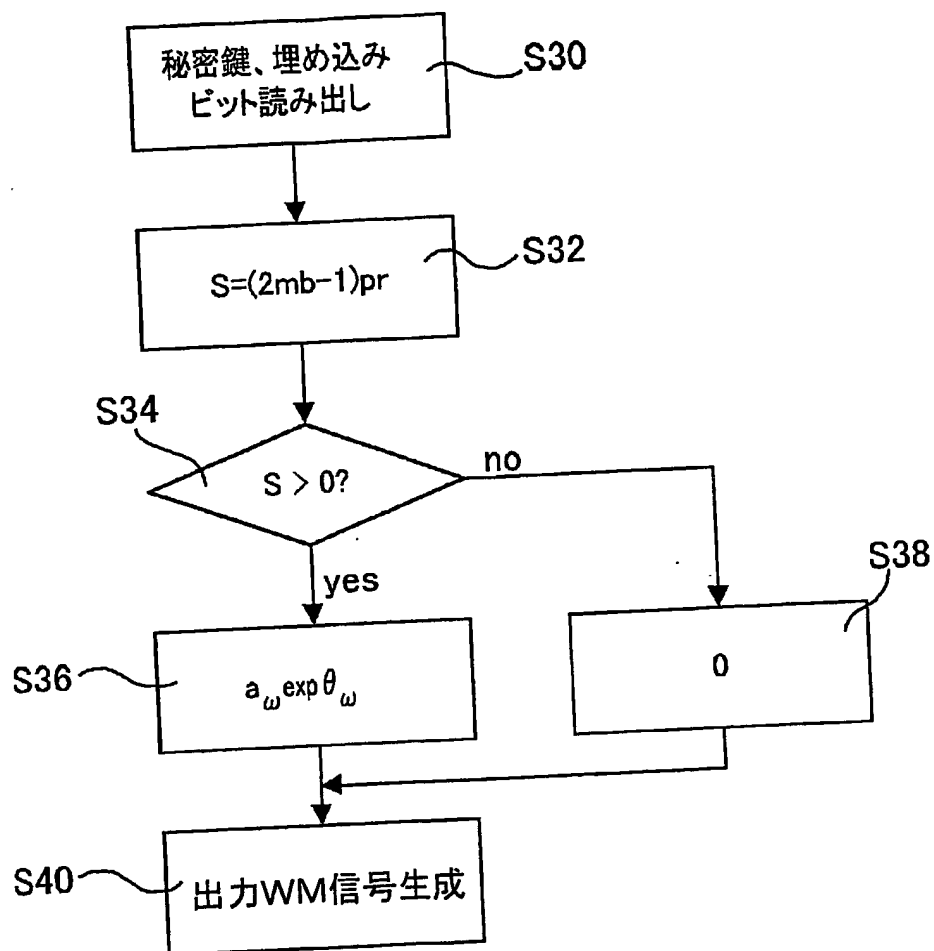 秘密鍵、埋め込み
ビット読み出し
S30
S=(2mb-1)pr
S32
S34
S > 0?
no
yes
S38
S36
aωexpθω
0
S40
出力WM信号生成